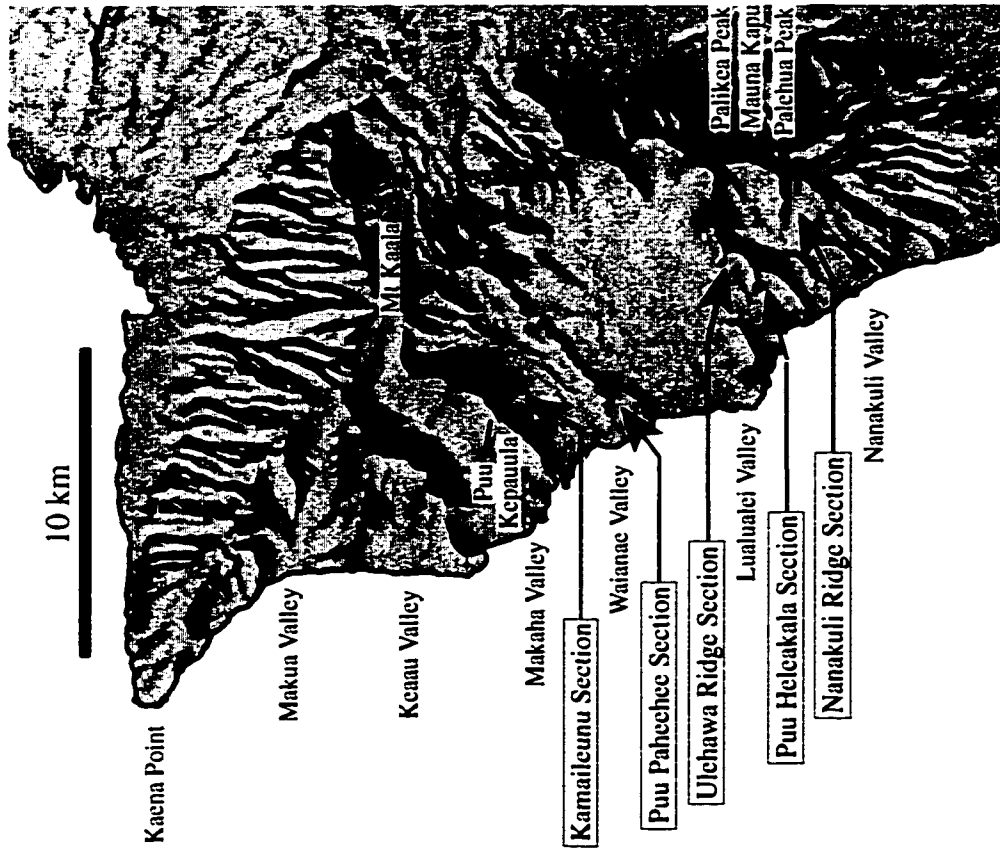 10 km
Kaena Point
Makua Valley
Keaau Valley
Makaha Valley
Kamaileunu Section
Waianae Valley
Puu Paheehee Section
Ulehawa Ridge Section
Lualualei Valley
Puu Heleakala Section
Nanakuli Ridge Section
Nanakuli Valley
Mt Kaala
Puu
Kepauula
Palikea Peak
Mauna Kapu
Palehua Peak